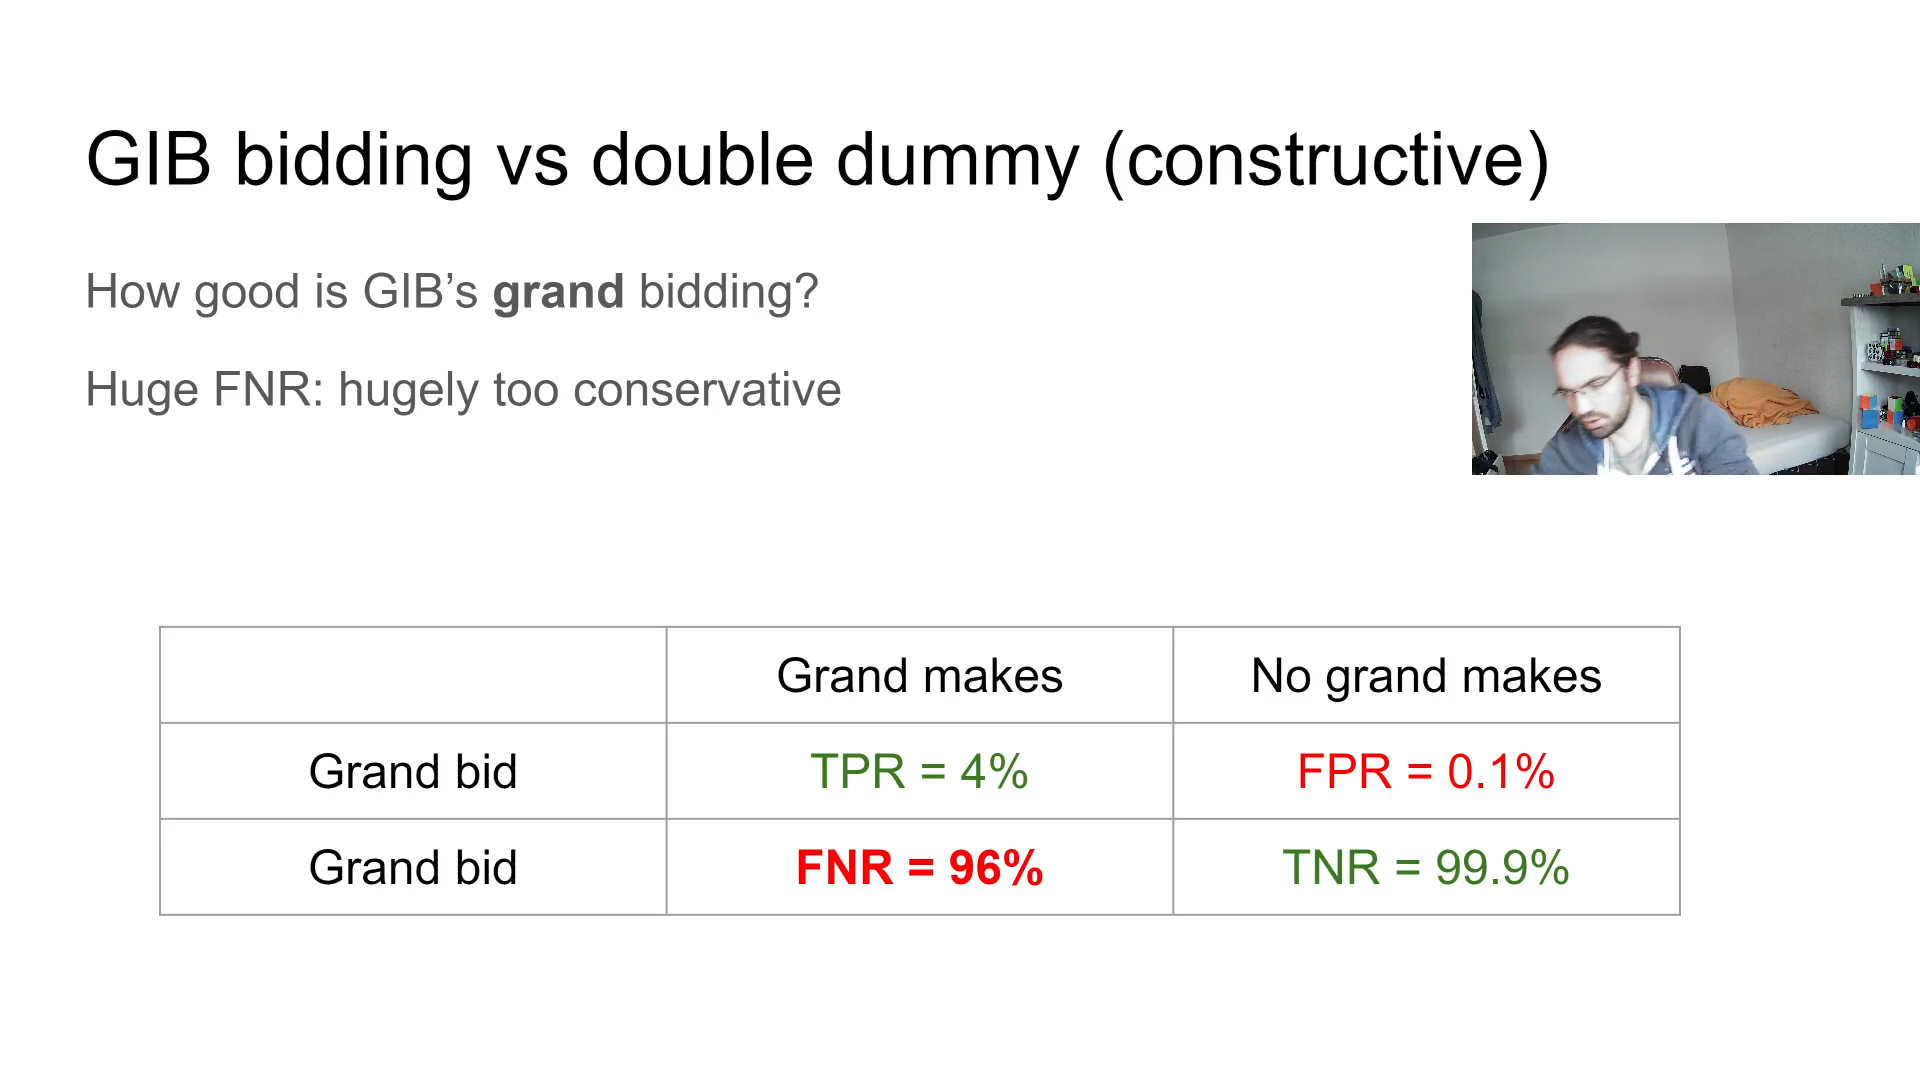 GIB bidding vs double dummy (constructive)
How good is GIB’s grand bidding?
Huge FNR: hugely too conservative
Grand makes No grand makes
Grand bid TPR = 4% FPR = 0.1%
Grand bid FNR = 96% TNR = 99.9%